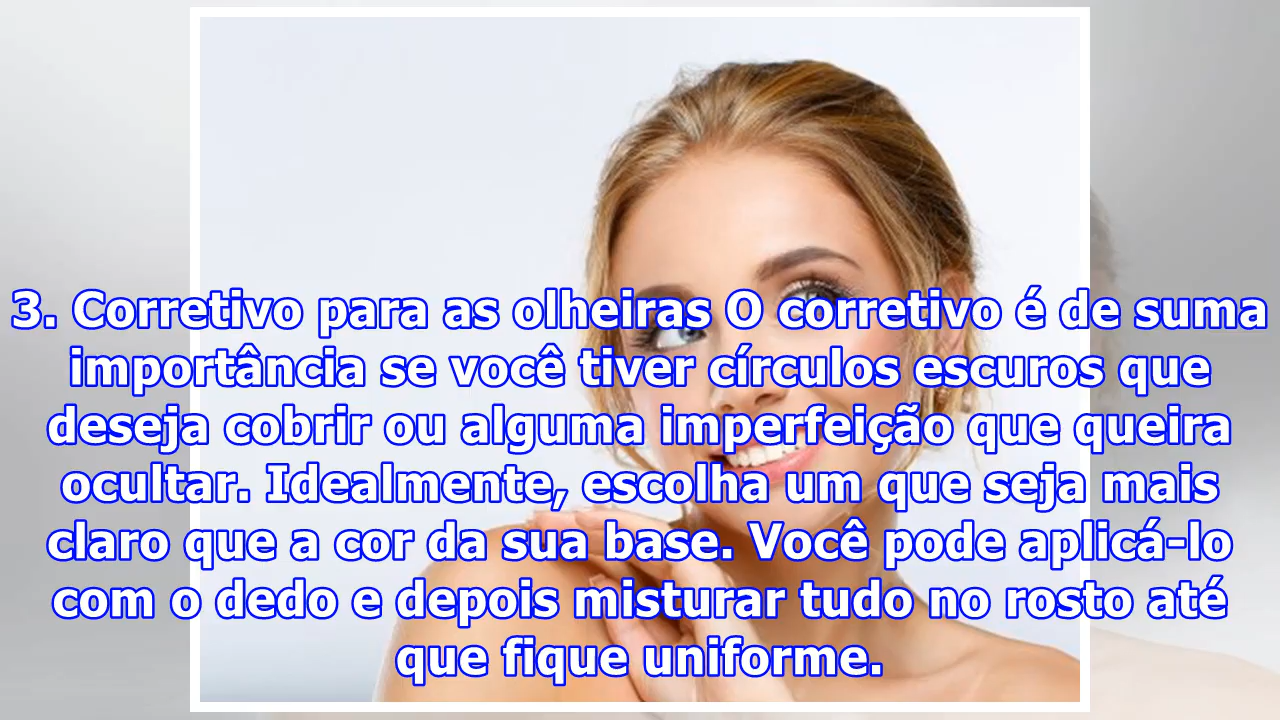 3. Corretivo para as olheiras O corretivo é de suma
importância se você tiver círculos escuros que
deseja cobrir ou alguma imperfeição que queira
ocultar. Idealmente, escolha um que seja mais
claro que a cor da sua base. Você pode aplicá-lo
com o dedo e depois misturar tudo no rosto até
que fique uniforme.